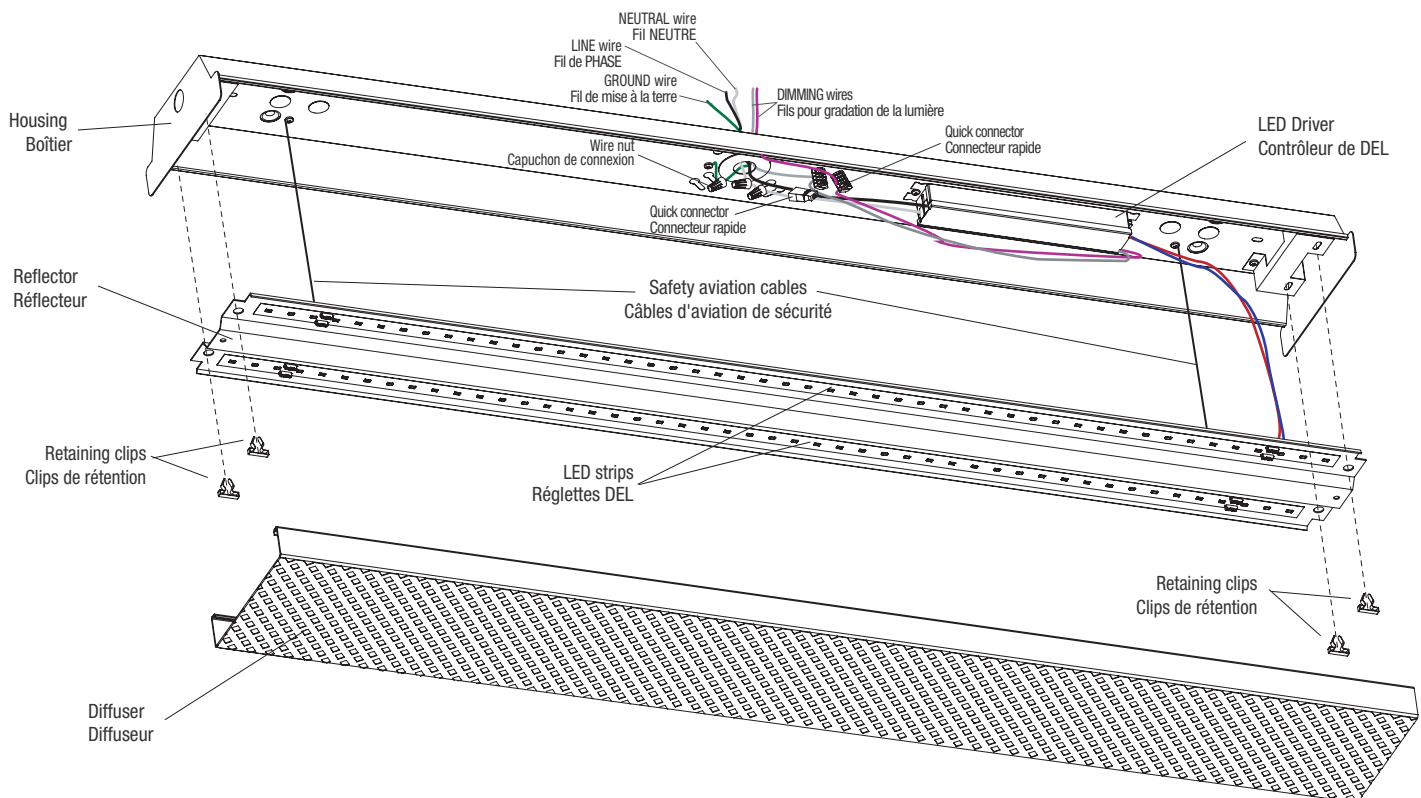 NEUTRAL wire
Fil NEUTRE
LINE wire
Fil de PHASE
GROUND wire
Fil de mise à la terre
DIMMING wires
Fils pour gradation de la lumière
Housing
Boîtier
Wire nut
Capuchon de connexion
Quick connector
Connecteur rapide
LED Driver
Contrôleur de DEL
Quick connector
Connecteur rapide
Reflector
Réflecteur
Safety aviation cables
Câbles d'aviation de sécurité
Retaining clips
Clips de rétention
LED strips
Réglettes DEL
Retaining clips
Clips de rétention
Diffuser
Diffuseur